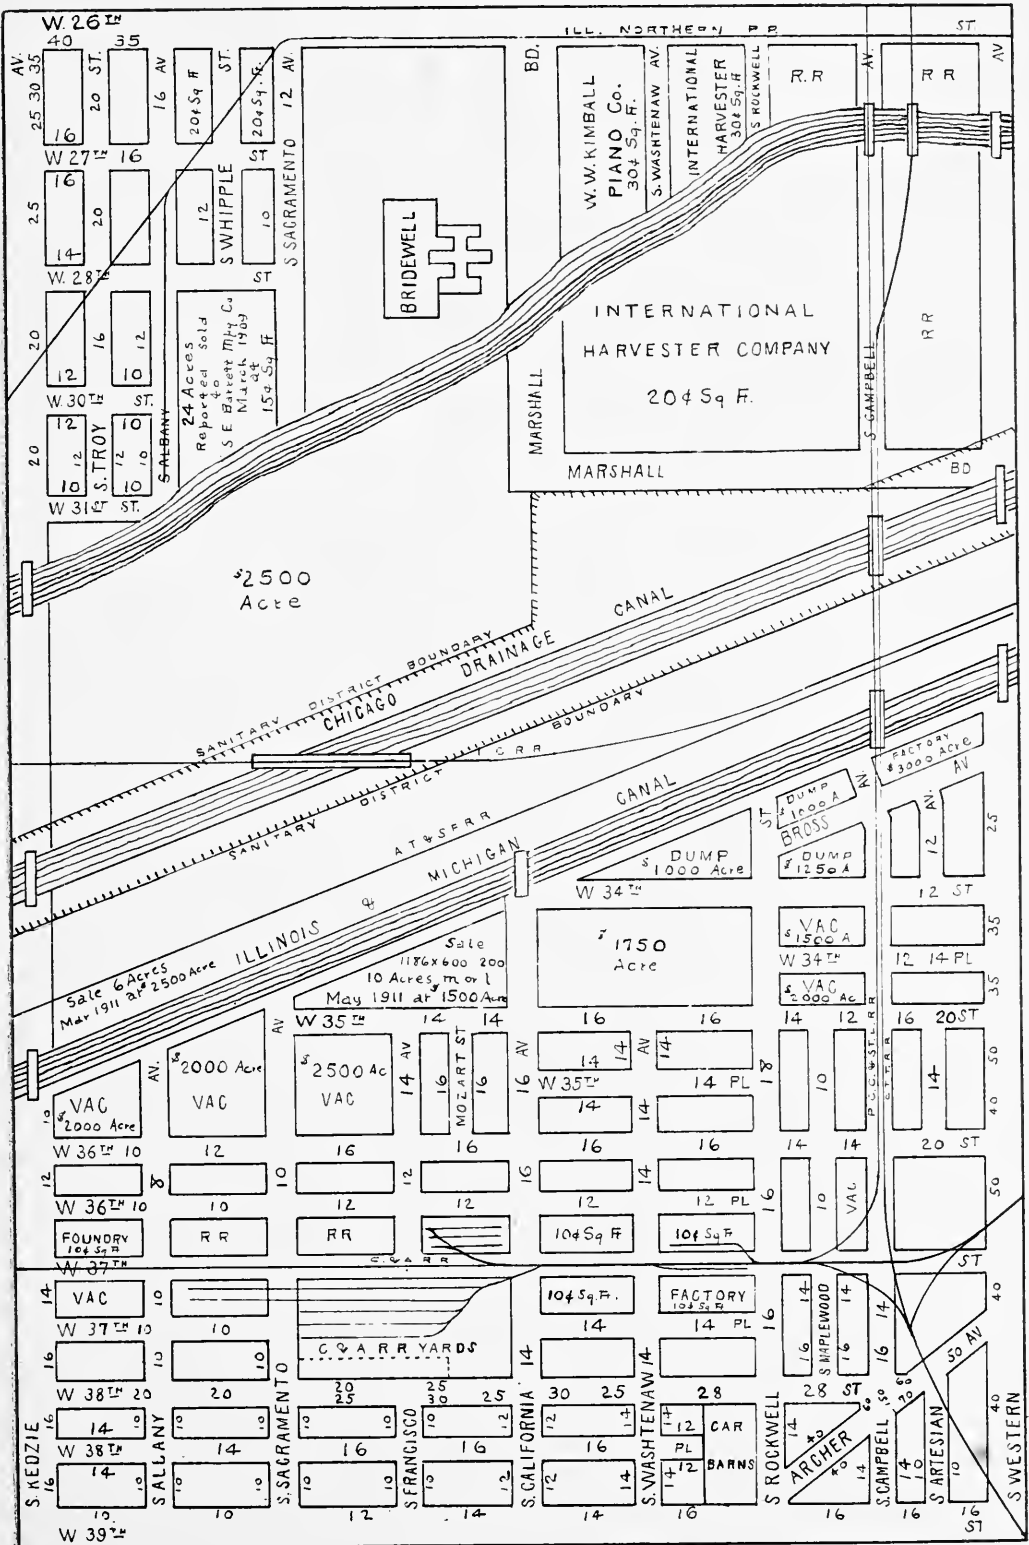 W. 26TH
40 35
ILL. NORTHERN R R
ST.
AV.
25 30 35
20 ST.
16 AV
20¢ Sq. Ft
ST.
20¢ Sq. Ft.
12 AV.
BD.
W.W. KIMBALL
PIANO Co.
30¢ Sq. Ft.
S. WASHTENAW AV.
INTERNATIONAL
HARVESTER
30¢ Sq. Ft
S ROCKWELL
R.R
AV.
R R
AV
16
W 27TH 16
ST
16
25
20
14
12
S WHIPPLE
10
S SACRAMENTO
W. 28TH
ST
BRIDEWELL
20
16
12
12
10
24 Acres
Reported Sold
to
S E Barrett Mfg Co
March 1909
at
15¢ Sq Ft
INTERNATIONAL
HARVESTER COMPANY
20¢ Sq Ft.
S CAMPBELL
RR
W. 30TH ST.
12
10
20
12
S. TROY
12
10
10
10
S ALBANY
W 31ST ST.
MARSHALL
MARSHALL BD
$2500
Acre
SANITARY DISTRICT BOUNDARY
CHICAGO DRAINAGE CANAL
I.C.R.R.
SANITARY DISTRICT BOUNDARY
AT & SF RR
ILLINOIS & MICHIGAN CANAL
FACTORY
$3000 Acre
AV
ST
DUMP
$1000 A
AV.
BROSS
12 AV.
25
DUMP
$1000 Acre
DUMP
$1250 A
W 34TH
12 ST
Sale 6 Acres
Mar 1911 at $2500 Acre
Sale
1186x600 200
10 Acres, m or l
May 1911 at $1500 Acre
$1750
Acre
VAC
$1500 A
35
W 34TH 12 14 PL
VAC
$2000 Ac
35
W 35TH 14 14 16 16 14 12 16 20 ST
AV
AV.
$2000 Acre
VAC
$2500 Ac
VAC
14 AV
16
MOZART ST
16
16 AV
14
14
AV
14
18
10
P.C.C. & ST. L. R.R.
14
50
40
W 35TH 14 PL
14
14
10
VAC
$2000 Acre
W 36TH 10 12 16 16 16 16 14 14 20 ST
12
8
10
12
16
14
16
10
VAC
50
W 36TH 10 10 12 12 12 12 PL
FOUNDRY
10¢ Sq Ft
R R
RR
10¢ Sq Ft
10¢ Sq Ft
C. & A. R R
W 37TH
ST
14
VAC
10
10¢ Sq. Ft.
FACTORY
10¢ Sq Ft
16
14
S MAPLEWOOD
14
14
40
W 37TH 10 10 14 14 PL
C & A R R YARDS
16
10
10
14
14
16
16
16
50 AV
W 38TH 20 20 20 25 28 28 ST
25 30 25 30 25
60
50
60
70
16
14
10
10
10
10
10
10
12
12
14
14
12
CAR
BARNS
14
40
40
ARCHER
14
40
W 38TH 14 16 16 16 PL
16
14
10
10
10
10
10
10
12
12
14
14
12
14
10
10
S. KEDZIE
S ALLANY
S. SACRAMENTO
S FRANCISCO
S. CALIFORNIA
S. WASHTENAW
S ROCKWELL
S. CAMPBELL
S ARTESIAN
S WESTERN
10 10 12 14 14 16 16 16 16
W 39TH ST